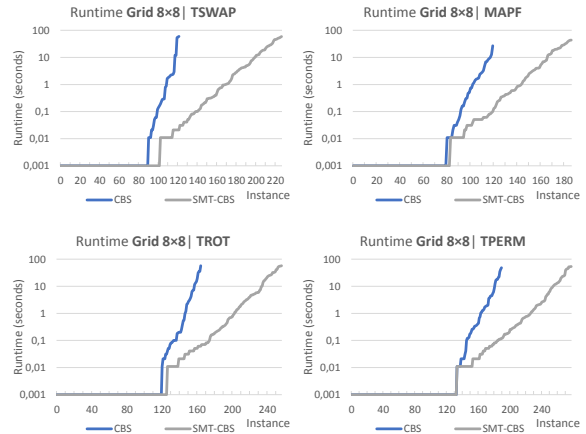 Runtime Grid 8×8| TSWAP
Runtime (seconds)
100
10
1
0,1
0,01
0,001
0 20 40 60 80 100 120 140 160 180 200 220
Instance
CBS SMT-CBS
Runtime Grid 8×8| MAPF
Runtime (seconds)
100
10
1
0,1
0,01
0,001
0 20 40 60 80 100 120 140 160 180
Instance
CBS SMT-CBS
Runtime Grid 8×8| TROT
Runtime (seconds)
100
10
1
0,1
0,01
0,001
0 40 80 120 160 200 240
Instance
CBS SMT-CBS
Runtime Grid 8×8| TPERM
Runtime (seconds)
100
10
1
0,1
0,01
0,001
0 40 80 120 160 200 240
Instance
CBS SMT-CBS